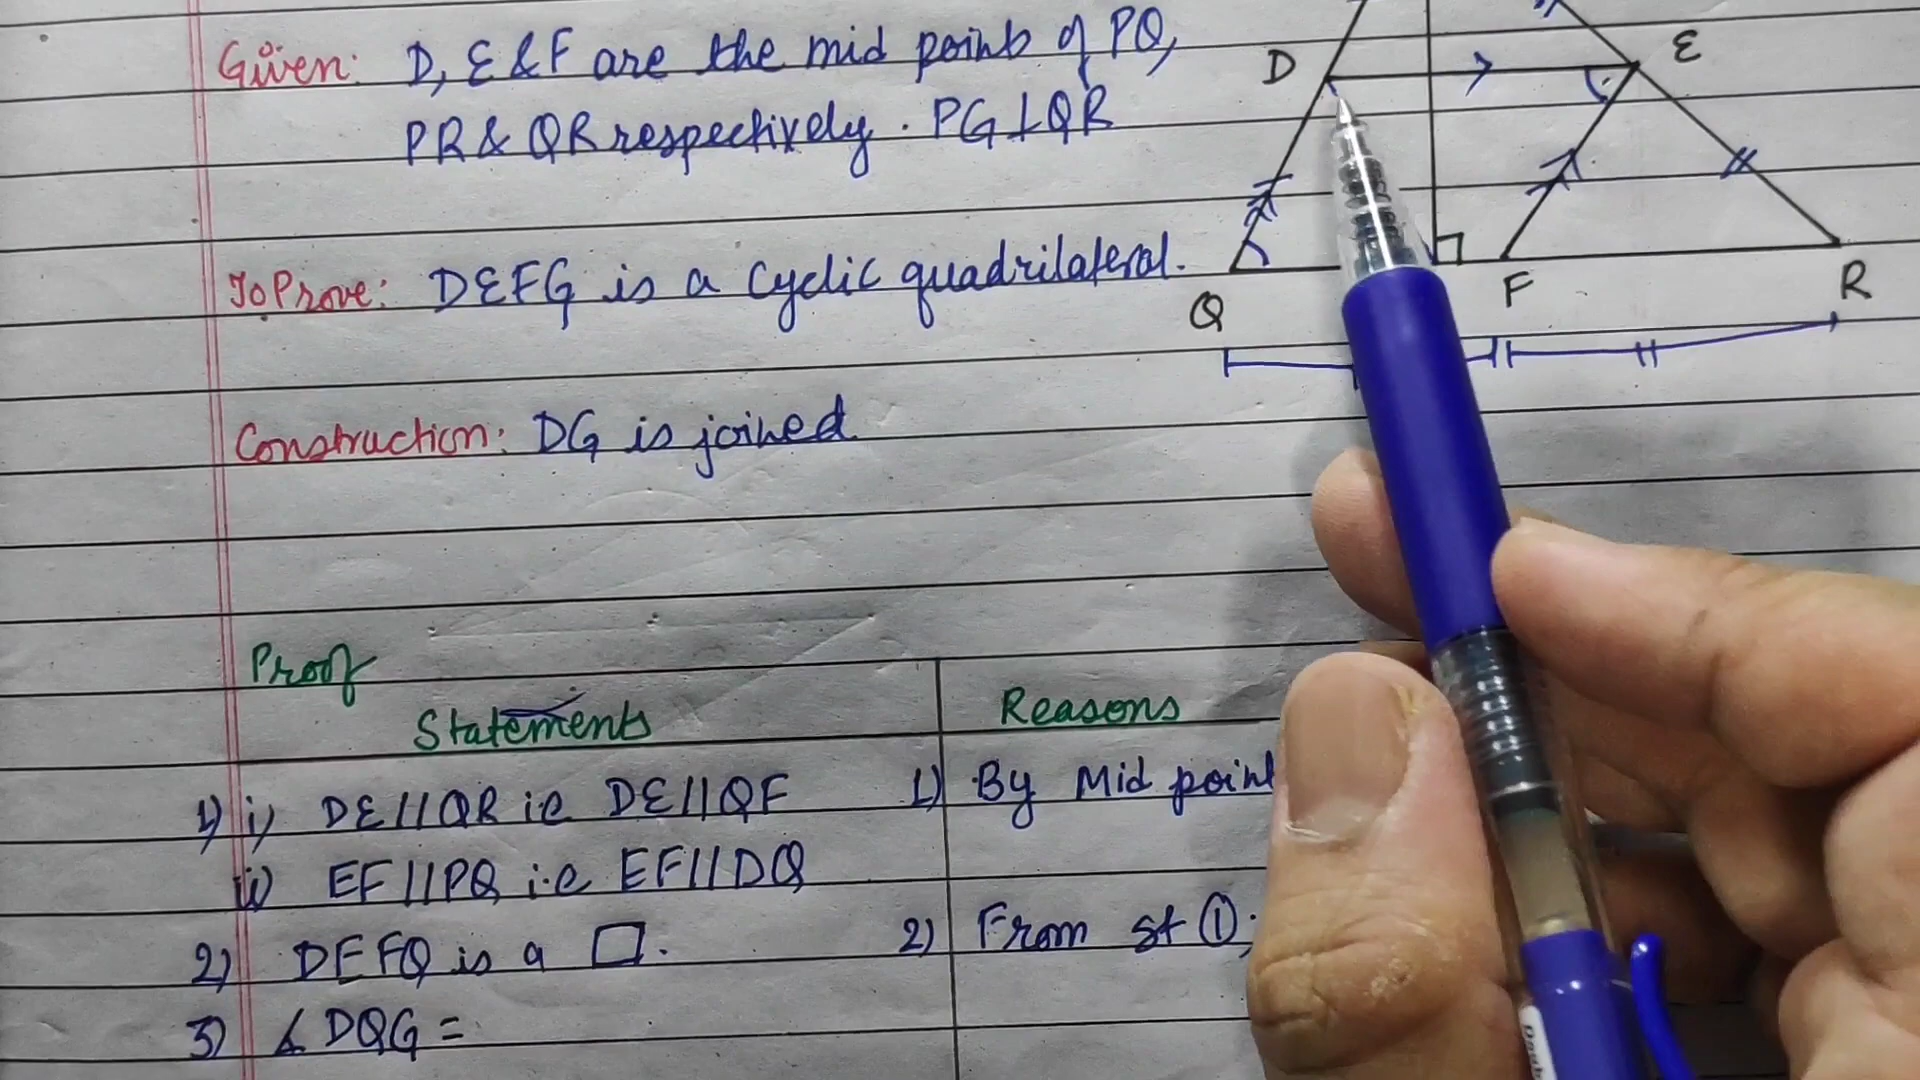 Given: D, E & F are the mid points of PQ,
PR & QR respectively. PG ⊥ QR
D
E
Q
F
R
To Prove: DEFG is a cyclic quadrilateral.
Construction: DG is joined
Proof
Statements
Reasons
1) i) DE//QR i.e DE//QF
1) By Mid point
ii) EF//PQ i.e EF//DQ
2) DEFQ is a ▱.
2) From st ①;
3) ∡DQG =